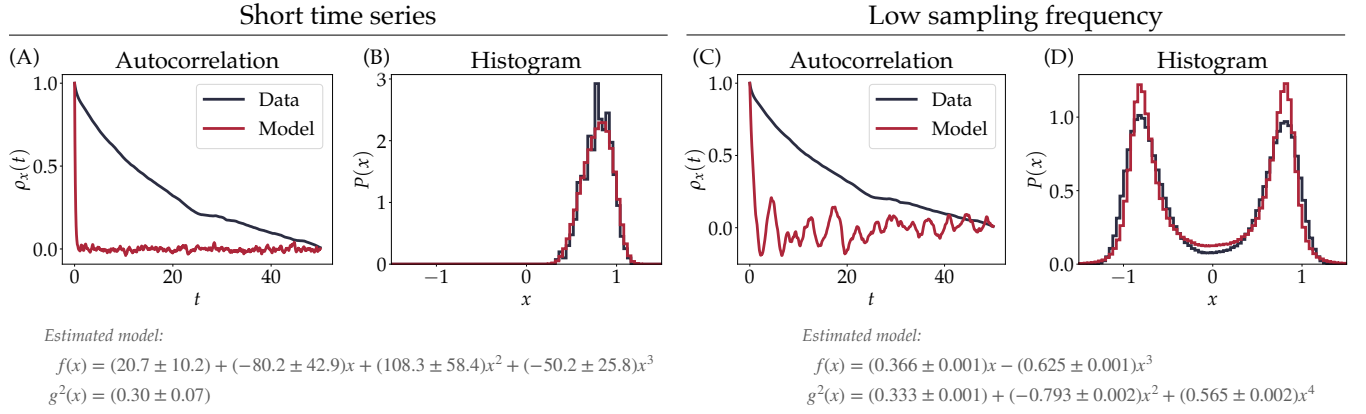 Short time series
Low sampling frequency
(A)
Autocorrelation
1.0
0.5
0.0
ρₓ(t)
Data
Model
0
20
40
t
(B)
Histogram
3
2
1
0
P(x)
−1
0
1
x
(C)
Autocorrelation
1.0
0.5
0.0
ρₓ(t)
Data
Model
0
20
40
t
(D)
Histogram
1.0
0.5
0.0
P(x)
−1
0
1
x
Estimated model:
f(x) = (20.7 ± 10.2) + (−80.2 ± 42.9)x + (108.3 ± 58.4)x² + (−50.2 ± 25.8)x³
g²(x) = (0.30 ± 0.07)
Estimated model:
f(x) = (0.366 ± 0.001)x − (0.625 ± 0.001)x³
g²(x) = (0.333 ± 0.001) + (−0.793 ± 0.002)x² + (0.565 ± 0.002)x⁴